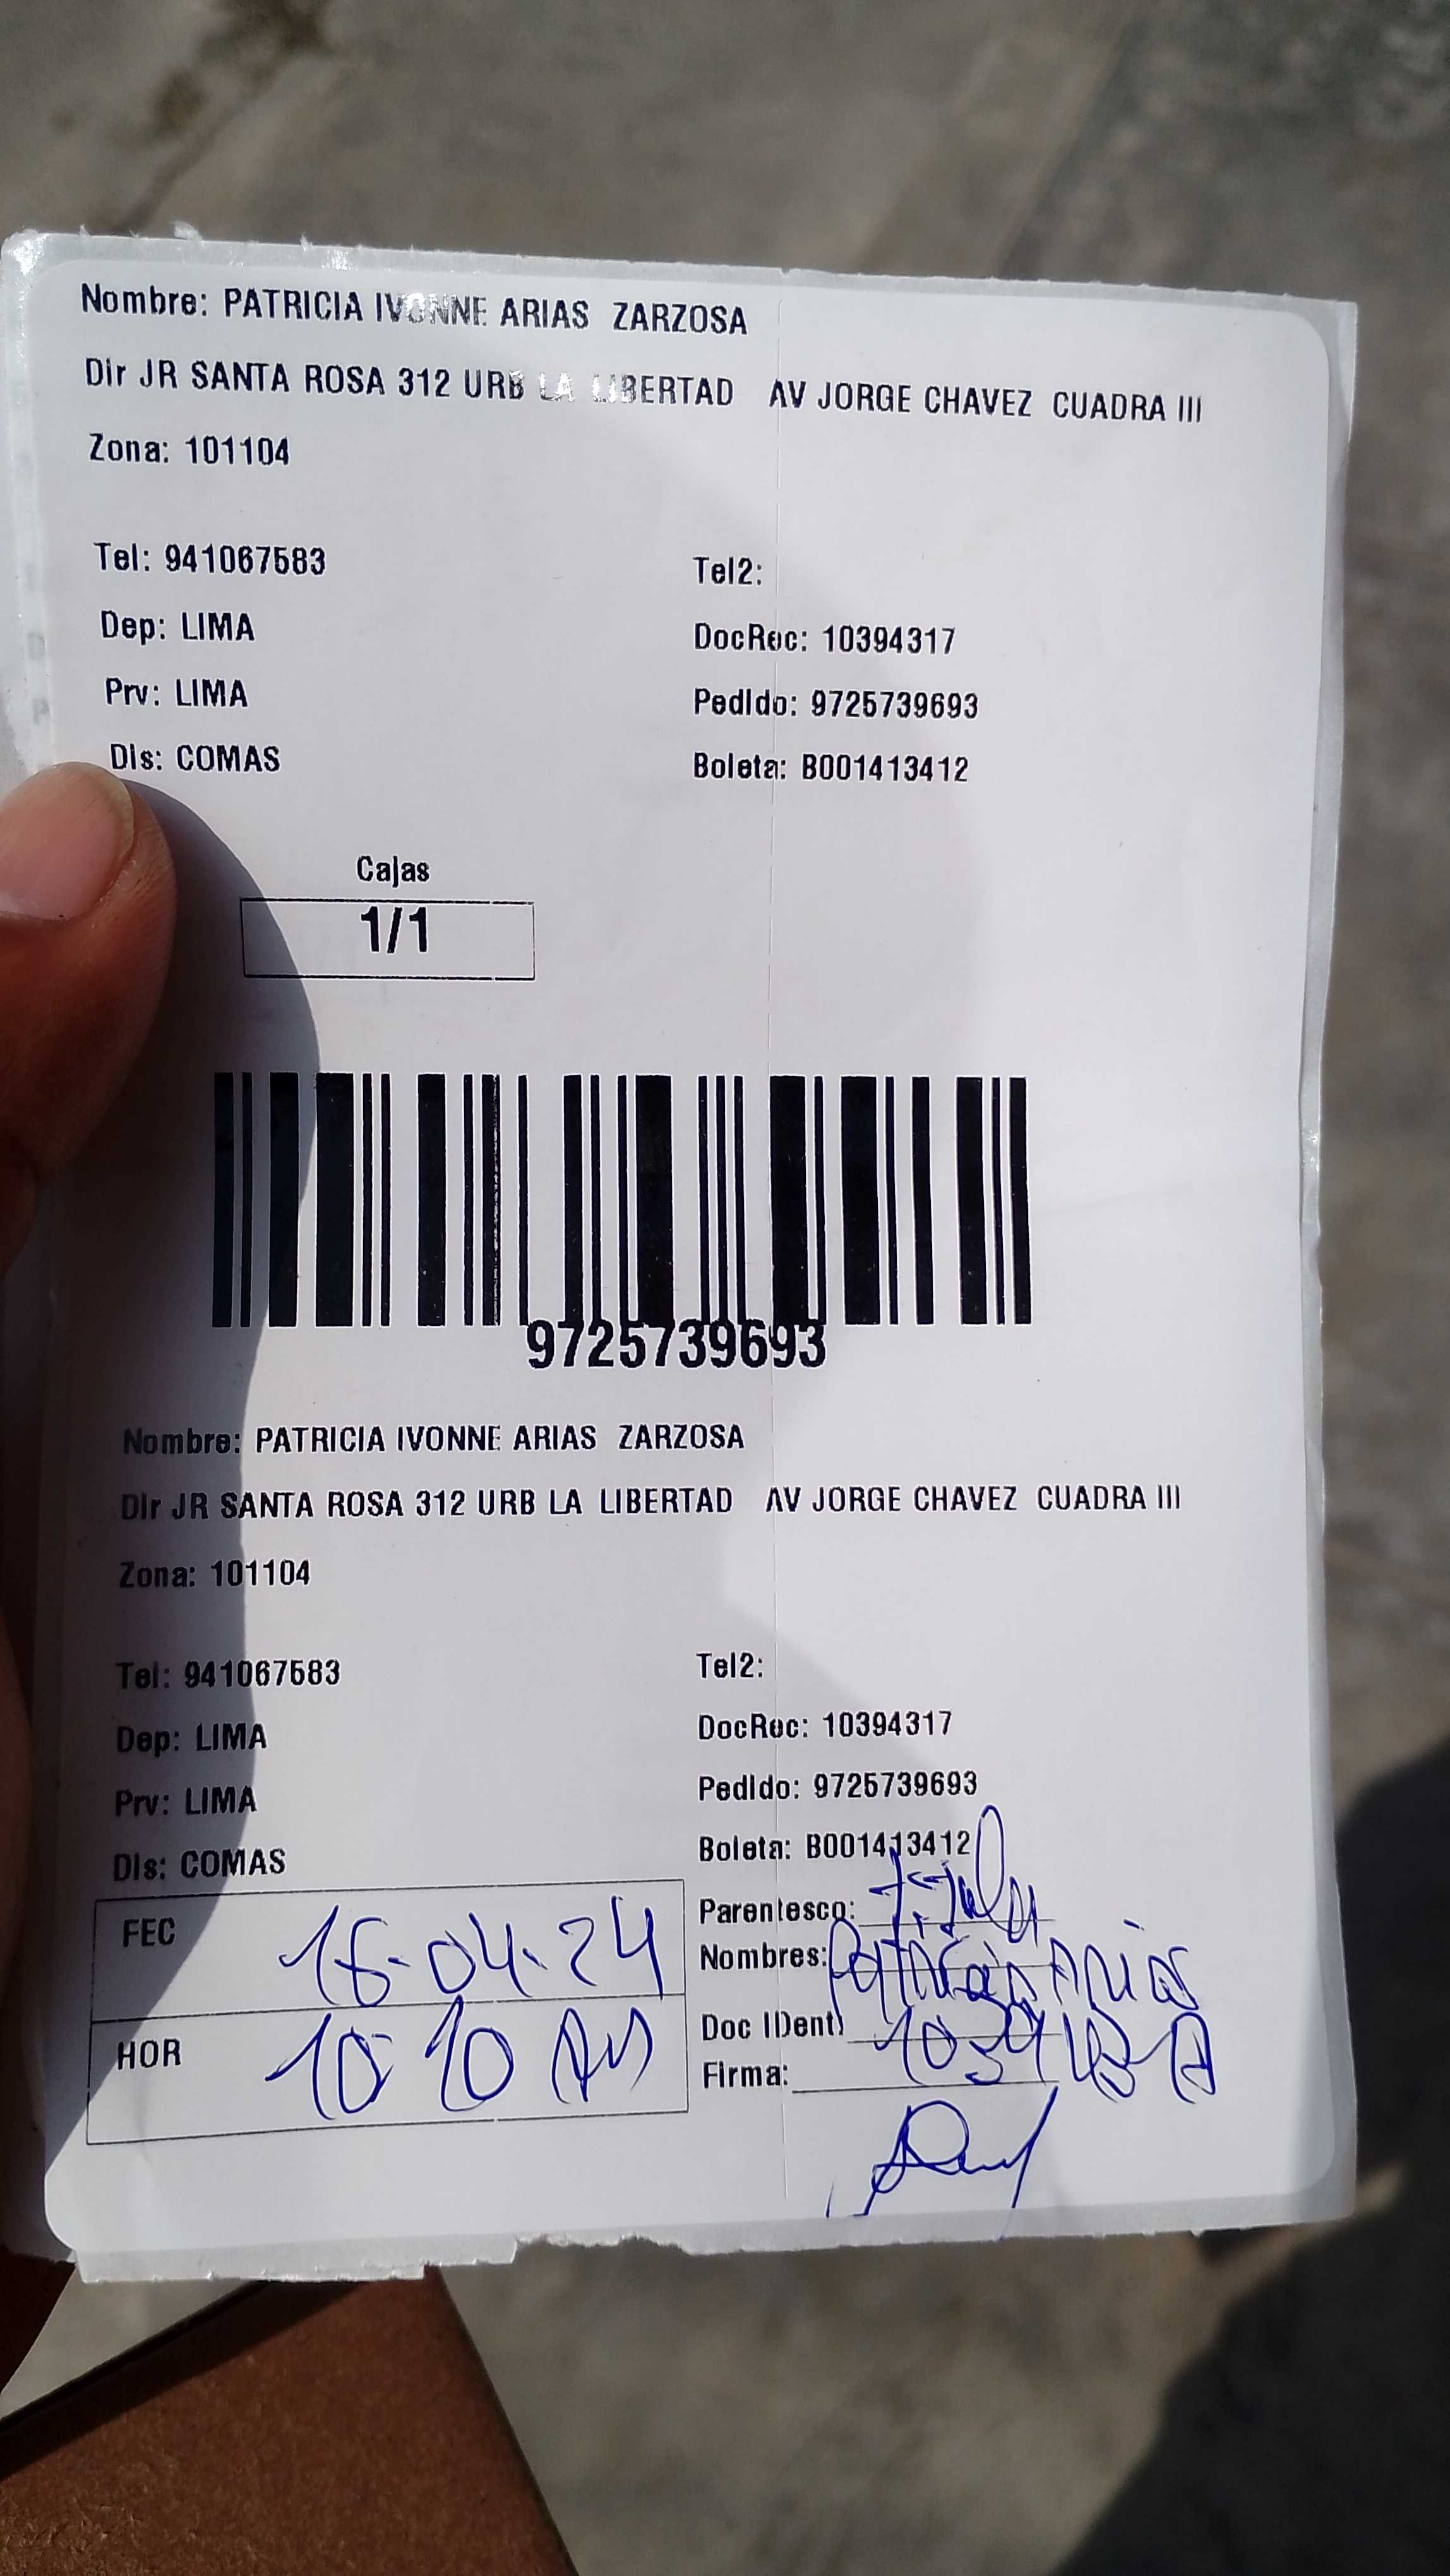 Nombre: PATRICIA IVONNE ARIAS ZARZOSA
Dir JR SANTA ROSA 312 URB LA LIBERTAD AV JORGE CHAVEZ CUADRA III
Zona: 101104
Tel: 941067583 Tel2:
Dep: LIMA DocRec: 10394317
Prv: LIMA Pedido: 9725739693
Dis: COMAS Boleta: B001413412
Cajas
1/1
9725739693
Nombre: PATRICIA IVONNE ARIAS ZARZOSA
Dir JR SANTA ROSA 312 URB LA LIBERTAD AV JORGE CHAVEZ CUADRA III
Zona: 101104
Tel: 941067583 Tel2:
Dep: LIMA DocRec: 10394317
Prv: LIMA Pedido: 9725739693
Dis: COMAS Boleta: B001413412
Parentesco:
FEC
Nombres: Patricia Arias
Doc IDent)
HOR 10:10 AM
Firma: